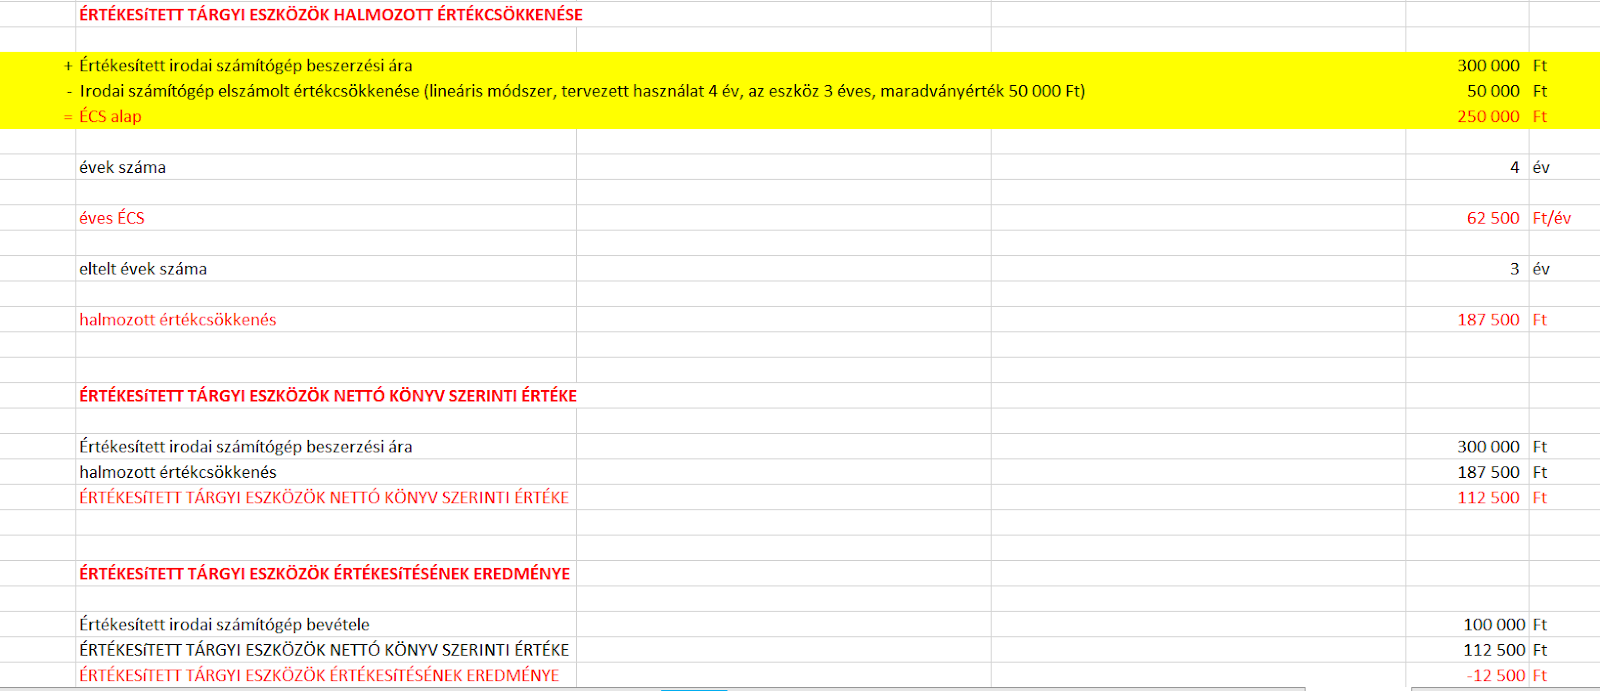 ÉRTÉKESíTETT TÁRGYI ESZKÖZÖK HALMOZOTT ÉRTÉKCSÖKKENÉSE
+ Értékesített irodai számítógép beszerzési ára 300 000 Ft
- Irodai számítógép elszámolt értékcsökkenése (lineáris módszer, tervezett használat 4 év, az eszköz 3 éves, maradványérték 50 000 Ft) 50 000 Ft
= ÉCS alap 250 000 Ft
évek száma 4 év
éves ÉCS 62 500 Ft/év
eltelt évek száma 3 év
halmozott értékcsökkenés 187 500 Ft
ÉRTÉKESíTETT TÁRGYI ESZKÖZÖK NETTÓ KÖNYV SZERINTI ÉRTÉKE
Értékesített irodai számítógép beszerzési ára 300 000 Ft
halmozott értékcsökkenés 187 500 Ft
ÉRTÉKESíTETT TÁRGYI ESZKÖZÖK NETTÓ KÖNYV SZERINTI ÉRTÉKE 112 500 Ft
ÉRTÉKESíTETT TÁRGYI ESZKÖZÖK ÉRTÉKESíTÉSÉNEK EREDMÉNYE
Értékesített irodai számítógép bevétele 100 000 Ft
ÉRTÉKESíTETT TÁRGYI ESZKÖZÖK NETTÓ KÖNYV SZERINTI ÉRTÉKE 112 500 Ft
ÉRTÉKESíTETT TÁRGYI ESZKÖZÖK ÉRTÉKESíTÉSÉNEK EREDMÉNYE -12 500 Ft